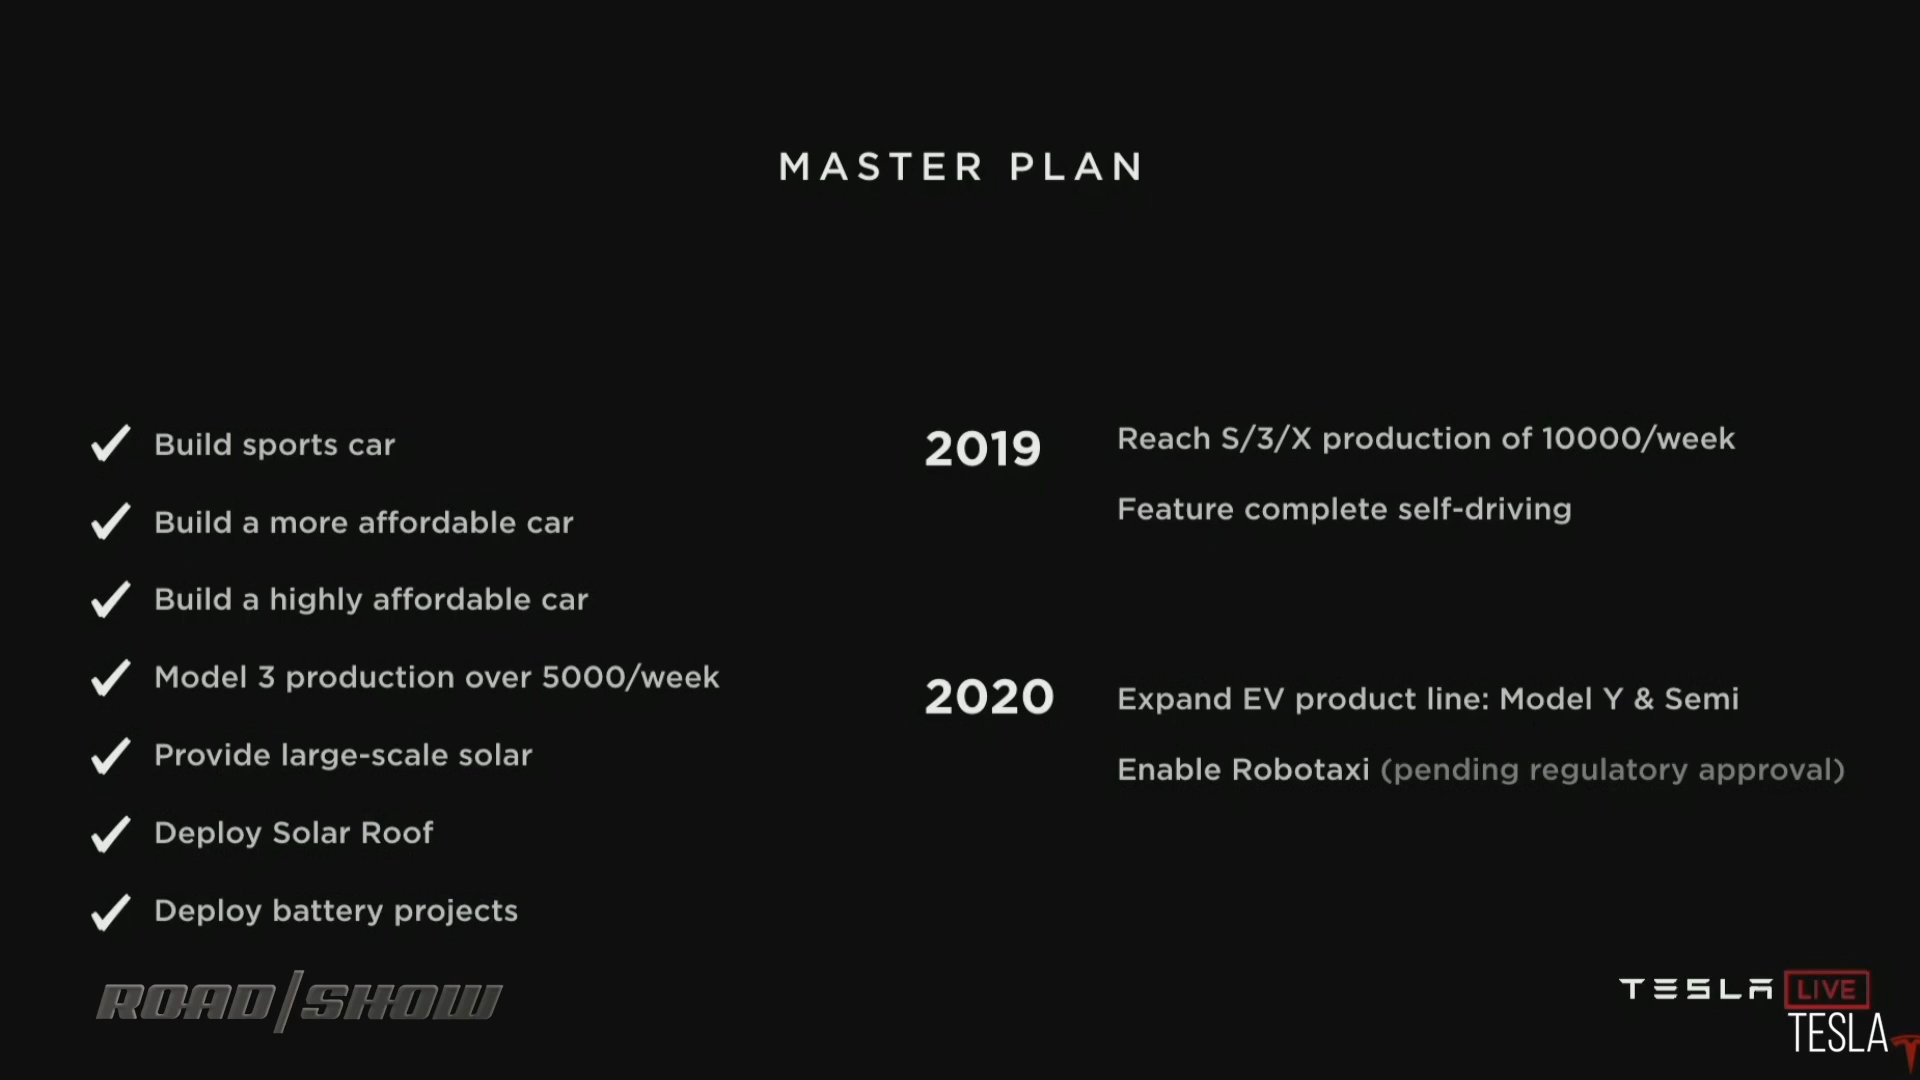 MASTER PLAN
Build sports car
Build a more affordable car
Build a highly affordable car
Model 3 production over 5000/week
Provide large-scale solar
Deploy Solar Roof
Deploy battery projects
2019
Reach S/3/X production of 10000/week
Feature complete self-driving
2020
Expand EV product line: Model Y & Semi
Enable Robotaxi (pending regulatory approval)
ROAD/SHOW
TESLA LIVE
TESLA